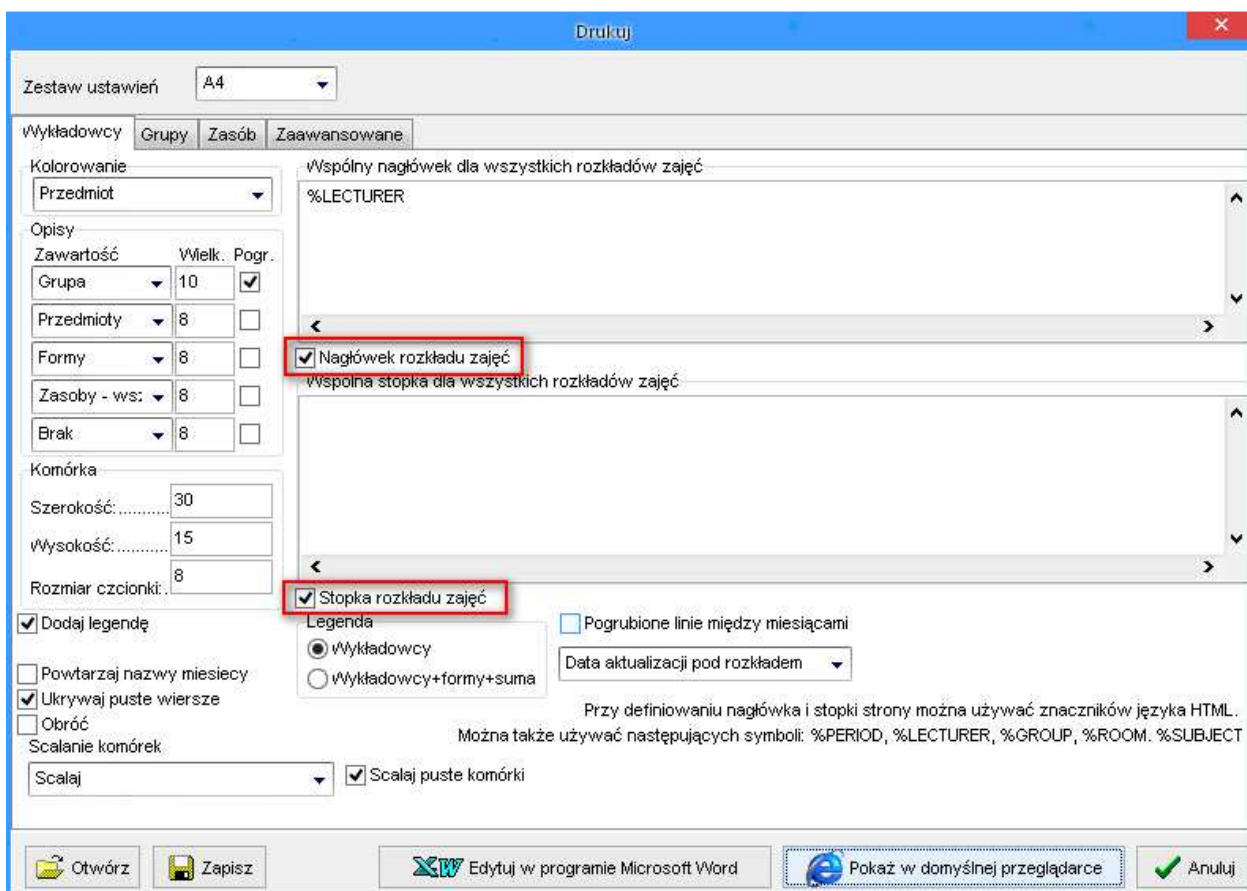 Drukuj
Zestaw ustawień A4
Wykładowcy Grupy Zasób Zaawansowane
Kolorowanie
Przedmiot
Opisy
Zawartość Wielk. Pogr.
Grupa 10
Przedmioty 8
Formy 8
Zasoby - wsz 8
Brak 8
Komórka
Szerokość:........... 30
Wysokość:........... 15
Rozmiar czcionki:. 8
Dodaj legendę
Powtarzaj nazwy miesiecy
Ukrywaj puste wiersze
Obróć
Scalanie komórek
Scalaj
Scalaj puste komórki
Wspólny nagłówek dla wszystkich rozkładów zajęć
%LECTURER
Nagłówek rozkładu zajęć
Wspólna stopka dla wszystkich rozkładów zajęć
Stopka rozkładu zajęć
Legenda
Wykładowcy
Wykładowcy+formy+suma
Pogrubione linie między miesiącami
Data aktualizacji pod rozkładem
Przy definiowaniu nagłówka i stopki strony można używać znaczników języka HTML.
Można także używać następujących symboli: %PERIOD, %LECTURER, %GROUP, %ROOM. %SUBJECT
Otwórz Zapisz Edytuj w programie Microsoft Word Pokaż w domyślnej przeglądarce Anuluj